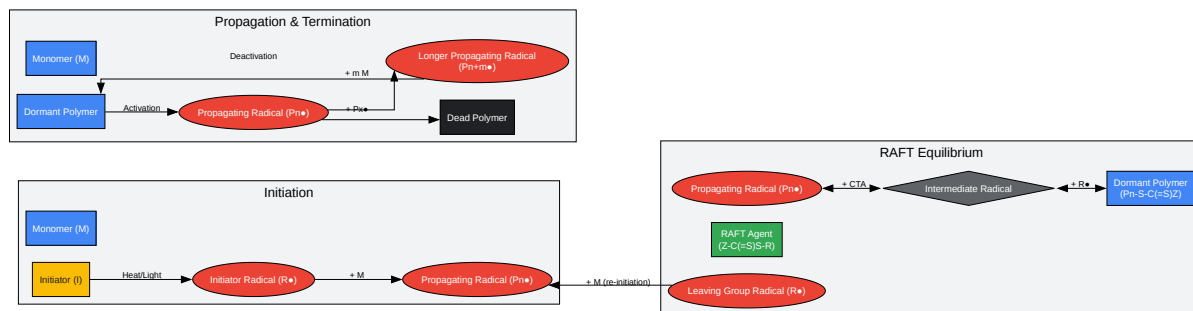 Propagation & Termination
Monomer (M)
Deactivation
Longer Propagating Radical
(Pn+m●)
+ m M
Dormant Polymer
Activation
Propagating Radical (Pn●)
+ Px●
Dead Polymer
RAFT Equilibrium
Propagating Radical (Pn●)
+ CTA
Intermediate Radical
+ R●
Dormant Polymer
(Pn-S-C(=S)Z)
RAFT Agent
(Z-C(=S)S-R)
Leaving Group Radical (R●)
+ M (re-initiation)
Initiation
Monomer (M)
Initiator (I)
Heat/Light
Initiator Radical (R●)
+ M
Propagating Radical (Pn●)